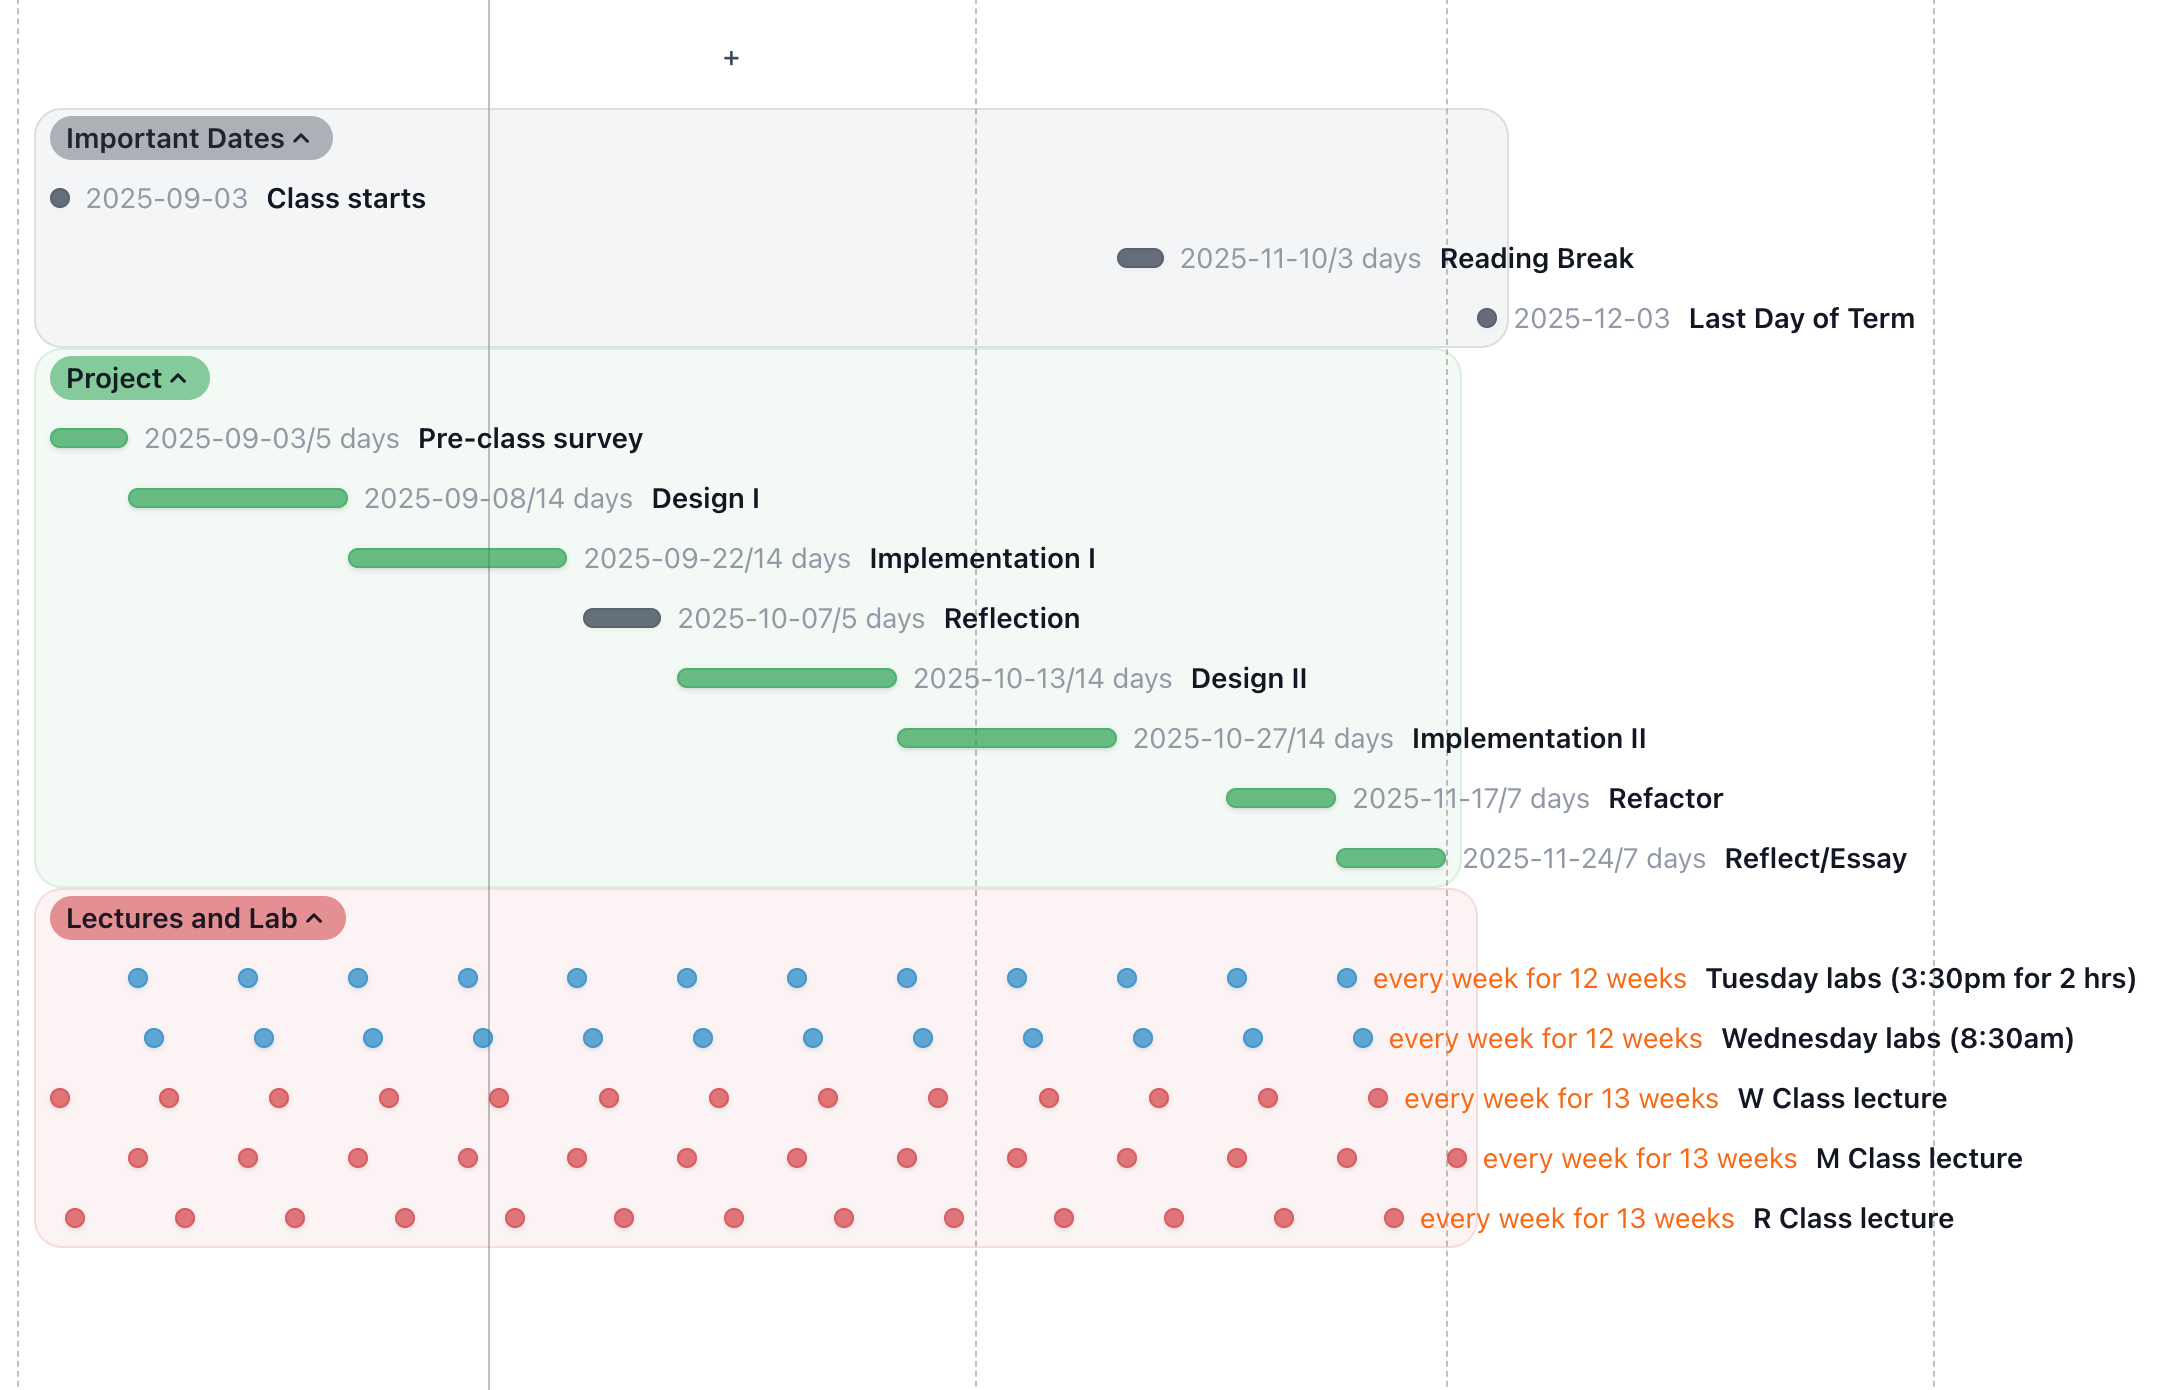 +
Important Dates
2025-09-03 Class starts
2025-11-10/3 days Reading Break
2025-12-03 Last Day of Term
Project
2025-09-03/5 days Pre-class survey
2025-09-08/14 days Design I
2025-09-22/14 days Implementation I
2025-10-07/5 days Reflection
2025-10-13/14 days Design II
2025-10-27/14 days Implementation II
2025-11-17/7 days Refactor
2025-11-24/7 days Reflect/Essay
Lectures and Lab
every week for 12 weeks Tuesday labs (3:30pm for 2 hrs)
every week for 12 weeks Wednesday labs (8:30am)
every week for 13 weeks W Class lecture
every week for 13 weeks M Class lecture
every week for 13 weeks R Class lecture